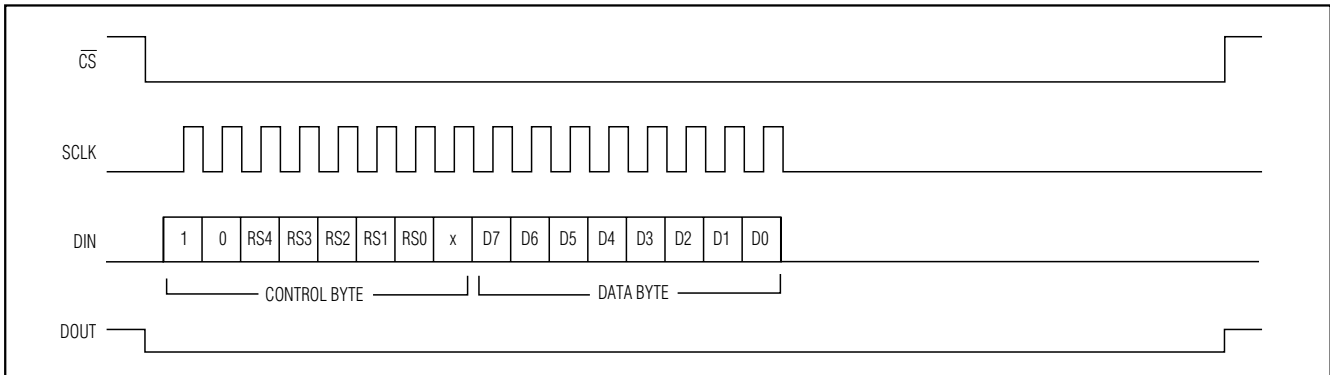 CS
SCLK
DIN 1 0 RS4 RS3 RS2 RS1 RS0 x D7 D6 D5 D4 D3 D2 D1 D0
CONTROL BYTE DATA BYTE
DOUT